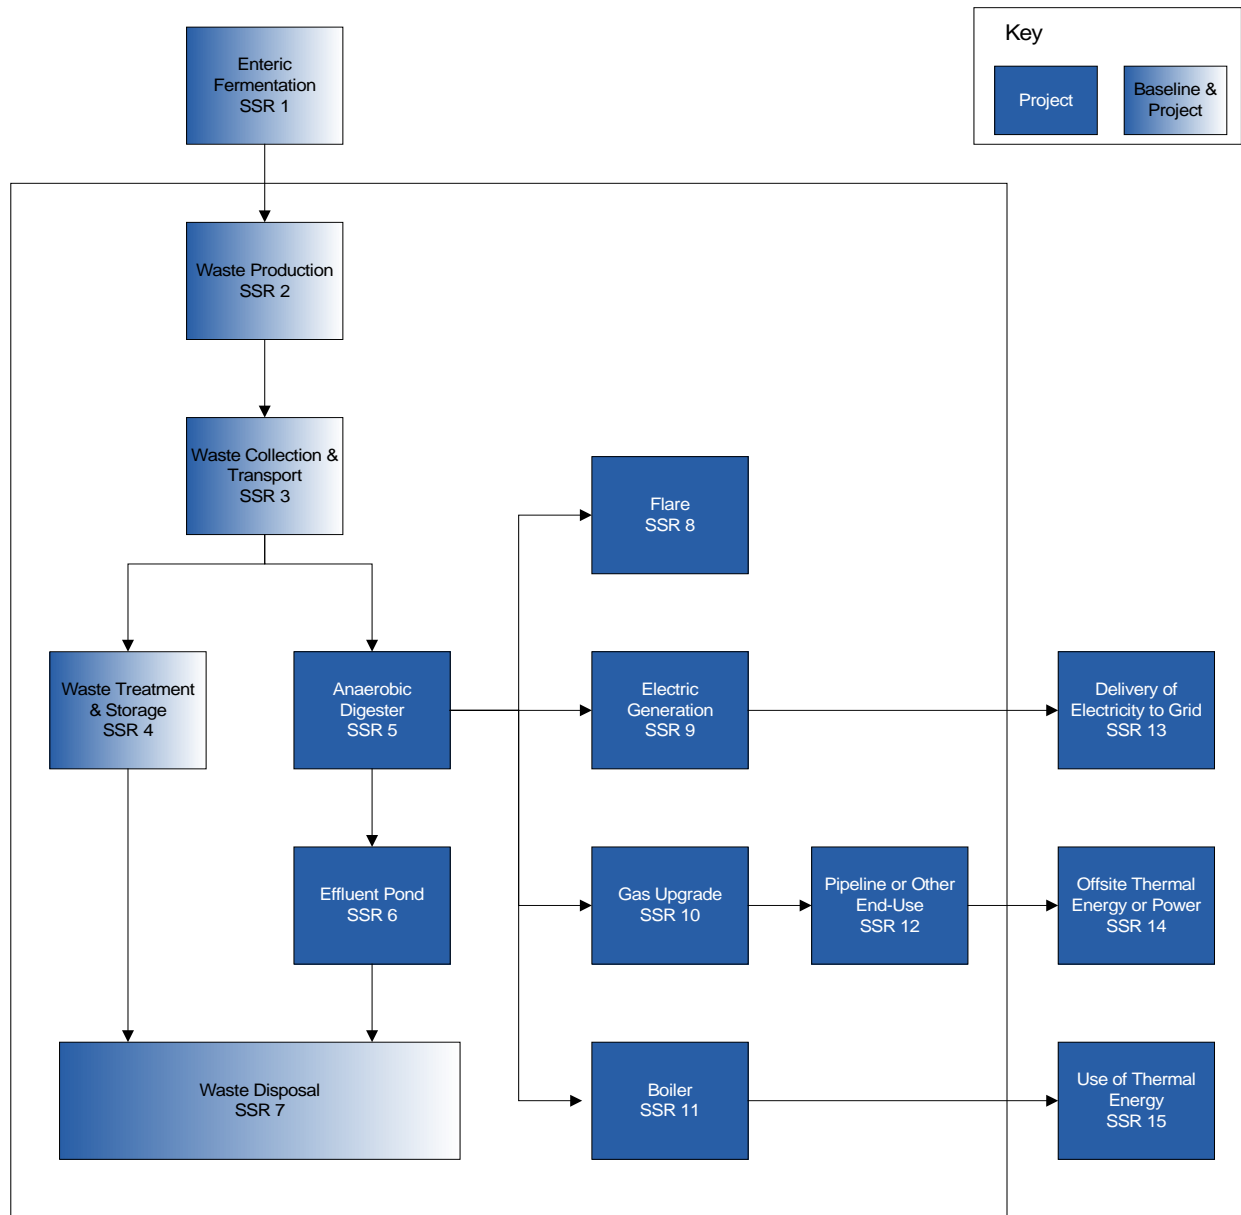 Key
Project
Baseline &
Project
Enteric
Fermentation
SSR 1
Waste Production
SSR 2
Waste Collection &
Transport
SSR 3
Flare
SSR 8
Waste Treatment
& Storage
SSR 4
Anaerobic
Digester
SSR 5
Electric
Generation
SSR 9
Delivery of
Electricity to Grid
SSR 13
Effluent Pond
SSR 6
Gas Upgrade
SSR 10
Pipeline or Other
End-Use
SSR 12
Offsite Thermal
Energy or Power
SSR 14
Waste Disposal
SSR 7
Boiler
SSR 11
Use of Thermal
Energy
SSR 15